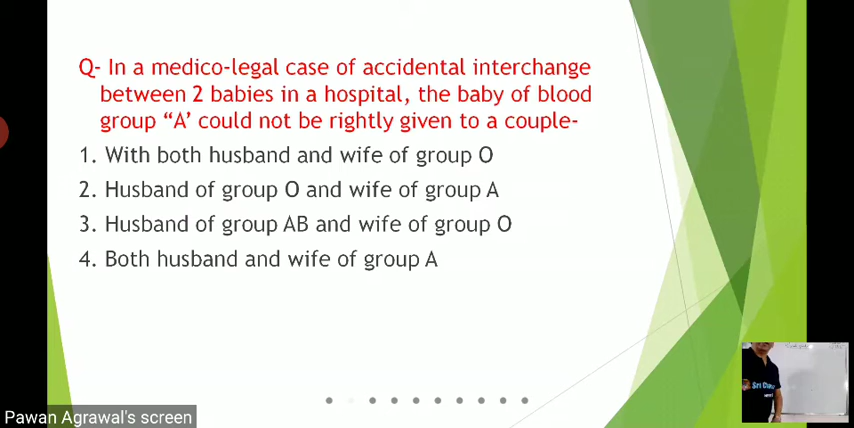 Q- In a medico-legal case of accidental interchange
between 2 babies in a hospital, the baby of blood
group “A’ could not be rightly given to a couple-
1. With both husband and wife of group O
2. Husband of group O and wife of group A
3. Husband of group AB and wife of group O
4. Both husband and wife of group A
Pawan Agrawal's screen